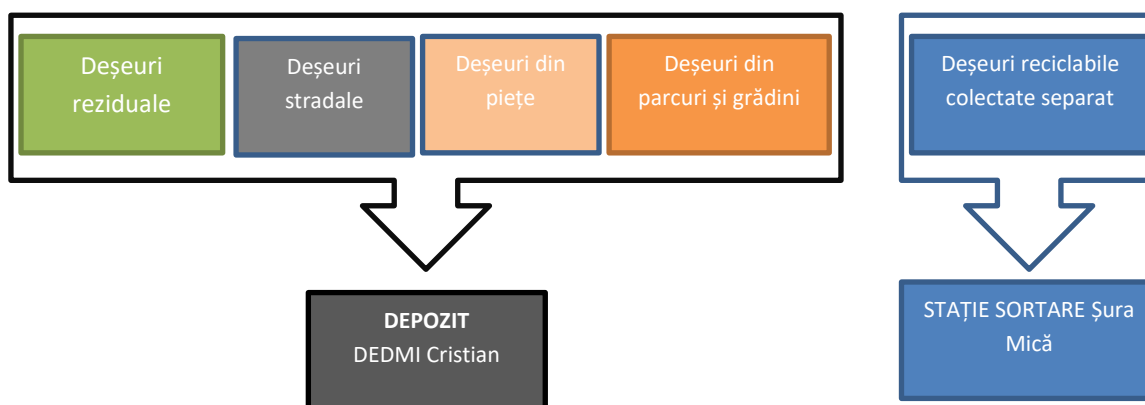 Deșeuri
reziduale
Deșeuri
stradale
Deșeuri din
piețe
Deșeuri din
parcuri și grădini
Deșeuri reciclabile
colectate separat
DEPOZIT
DEDMI Cristian
STAȚIE SORTARE Șura
Mică